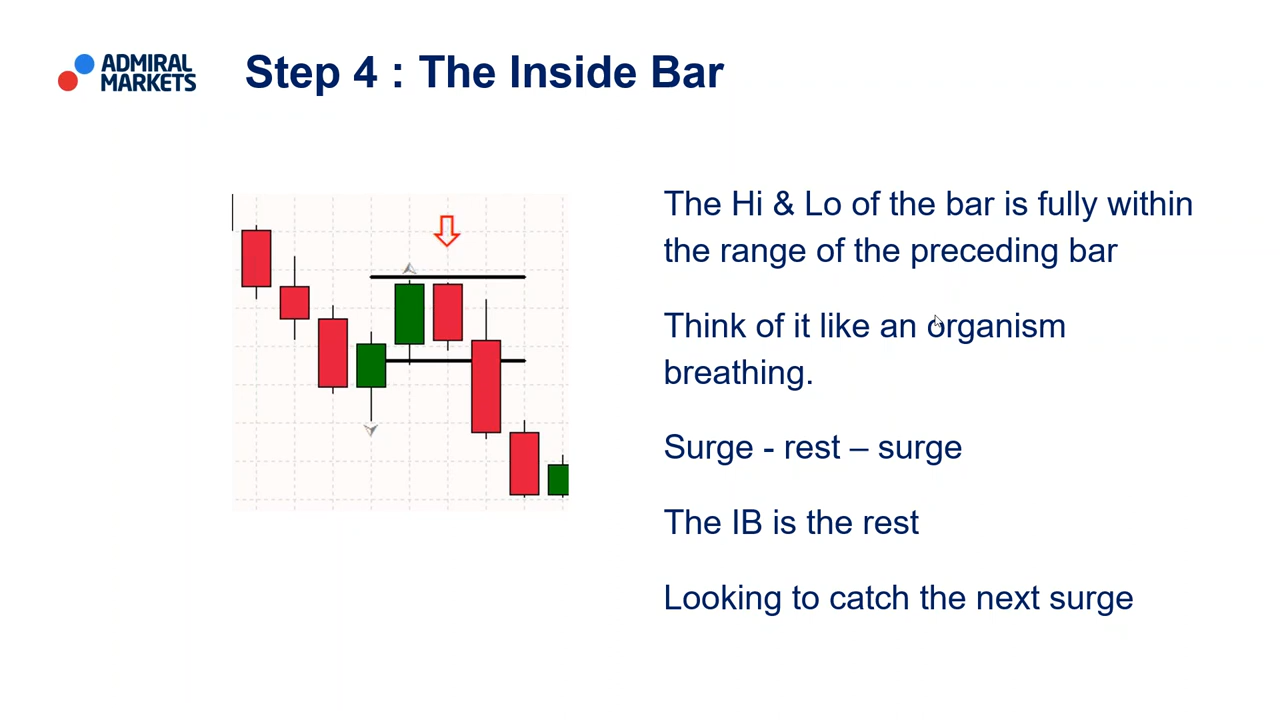 ADMIRAL
MARKETS
Step 4 : The Inside Bar
The Hi & Lo of the bar is fully within
the range of the preceding bar
Think of it like an organism
breathing.
Surge - rest – surge
The IB is the rest
Looking to catch the next surge